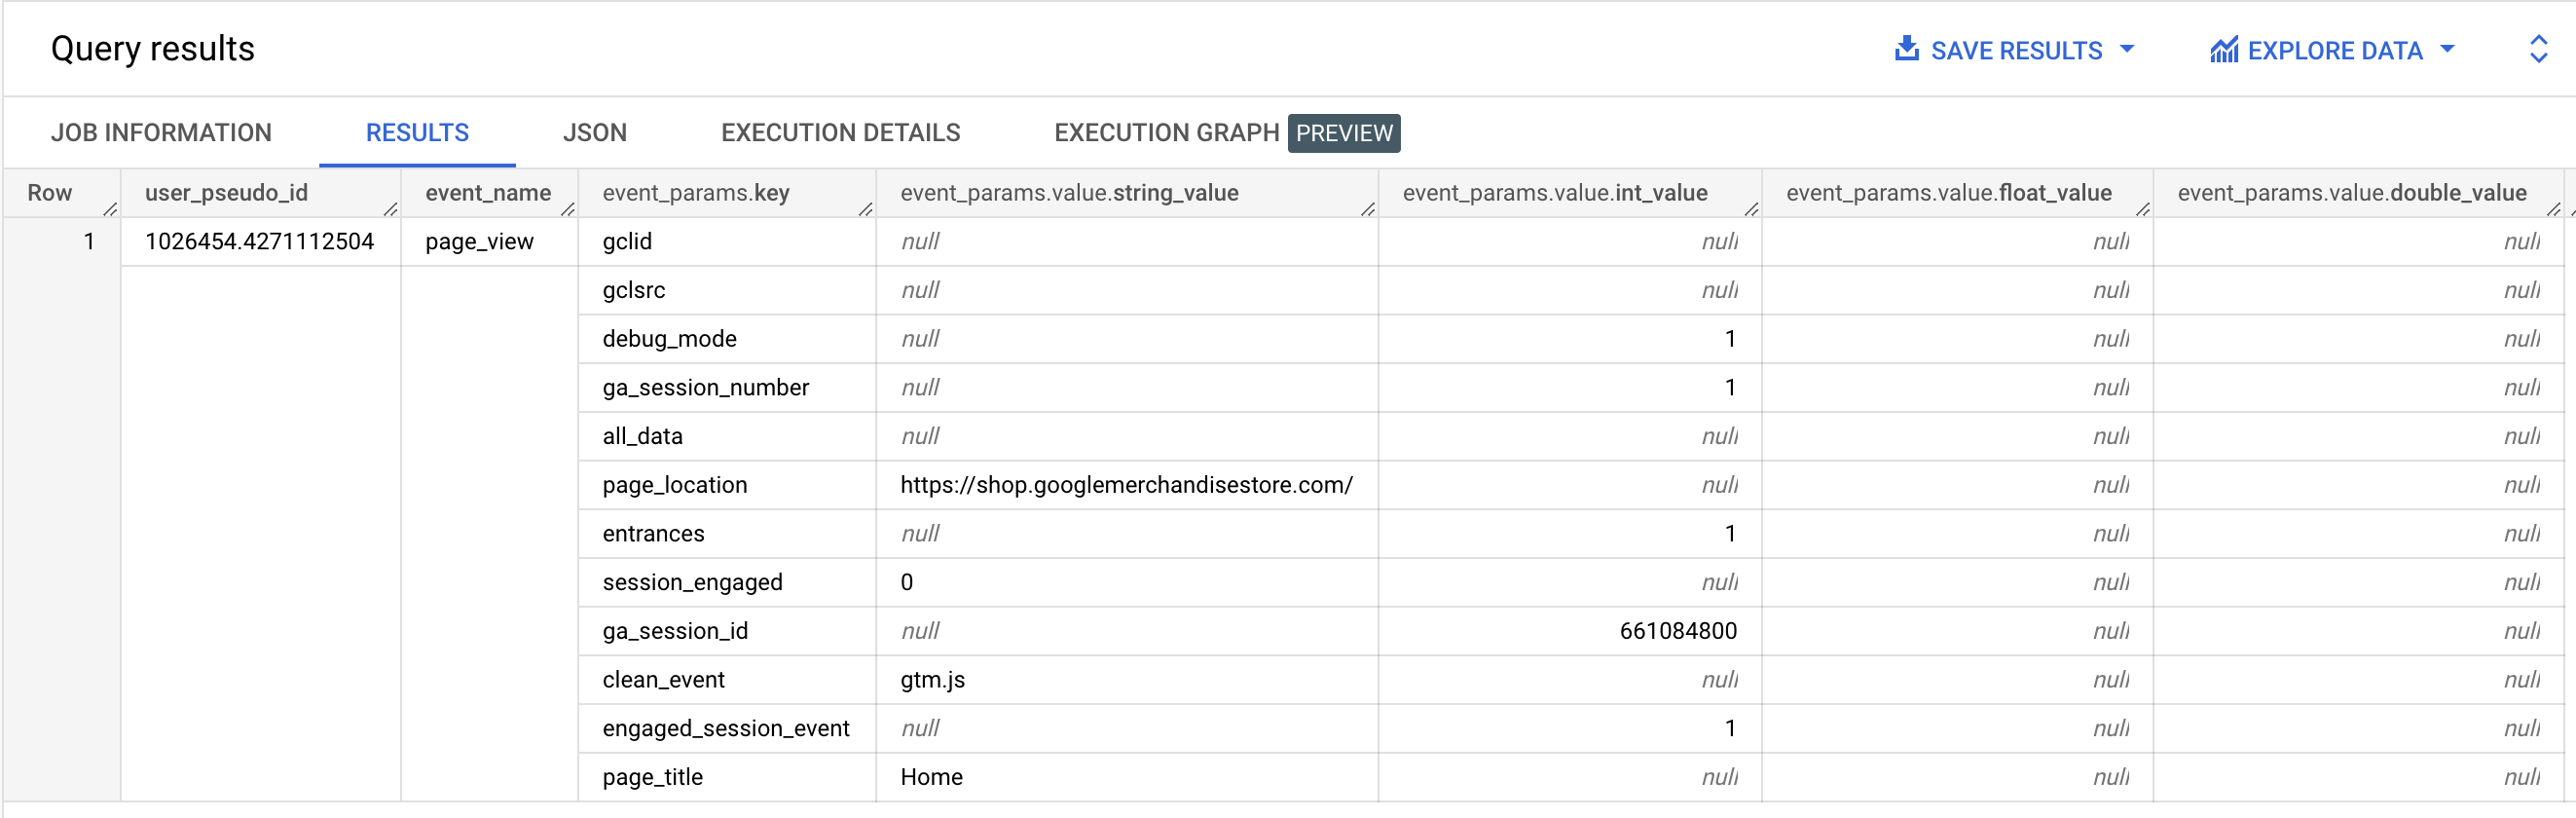 Query results
SAVE RESULTS
EXPLORE DATA
JOB INFORMATION RESULTS JSON EXECUTION DETAILS EXECUTION GRAPH PREVIEW
Row user_pseudo_id event_name event_params.key event_params.value.string_value event_params.value.int_value event_params.value.float_value event_params.value.double_value
1 1026454.4271112504 page_view gclid null null null null
gclsrc null null null null
debug_mode null 1 null null
ga_session_number null 1 null null
all_data null null null null
page_location https://shop.googlemerchandisestore.com/ null null null
entrances null 1 null null
session_engaged 0 null null null
ga_session_id null 661084800 null null
clean_event gtm.js null null null
engaged_session_event null 1 null null
page_title Home null null null